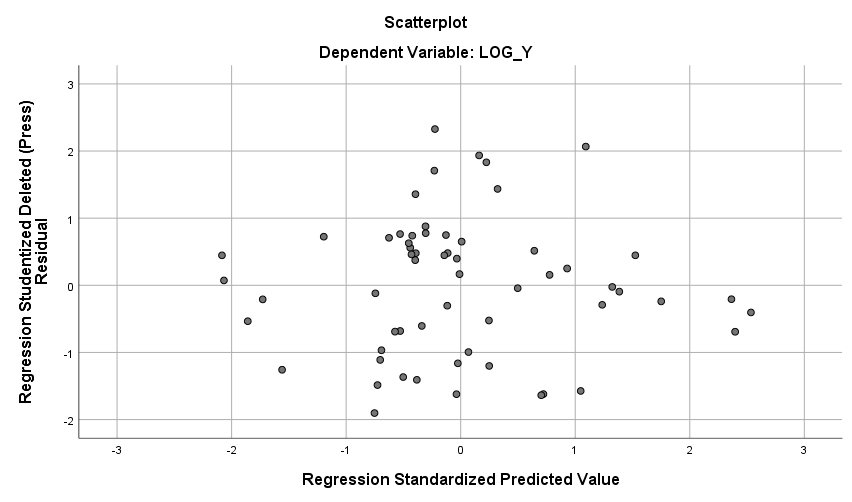 Scatterplot
Dependent Variable: LOG_Y
Regression Studentized Deleted (Press)
Residual
3
2
1
0
-1
-2
-3
-2
-1
0
1
2
3
Regression Standardized Predicted Value